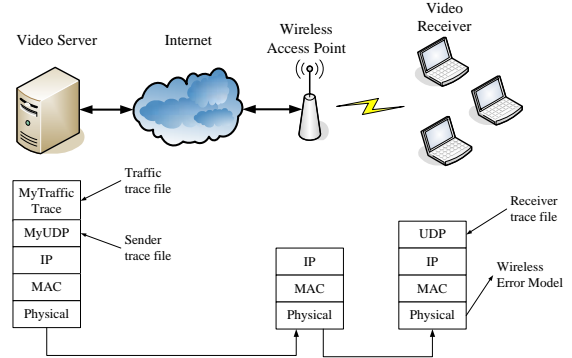 Video Server
Internet
Wireless
Access Point
Video
Receiver
MyTraffic
Trace
MyUDP
IP
MAC
Physical
Traffic
trace file
Sender
trace file
IP
MAC
Physical
UDP
IP
MAC
Physical
Receiver
trace file
Wireless
Error Model